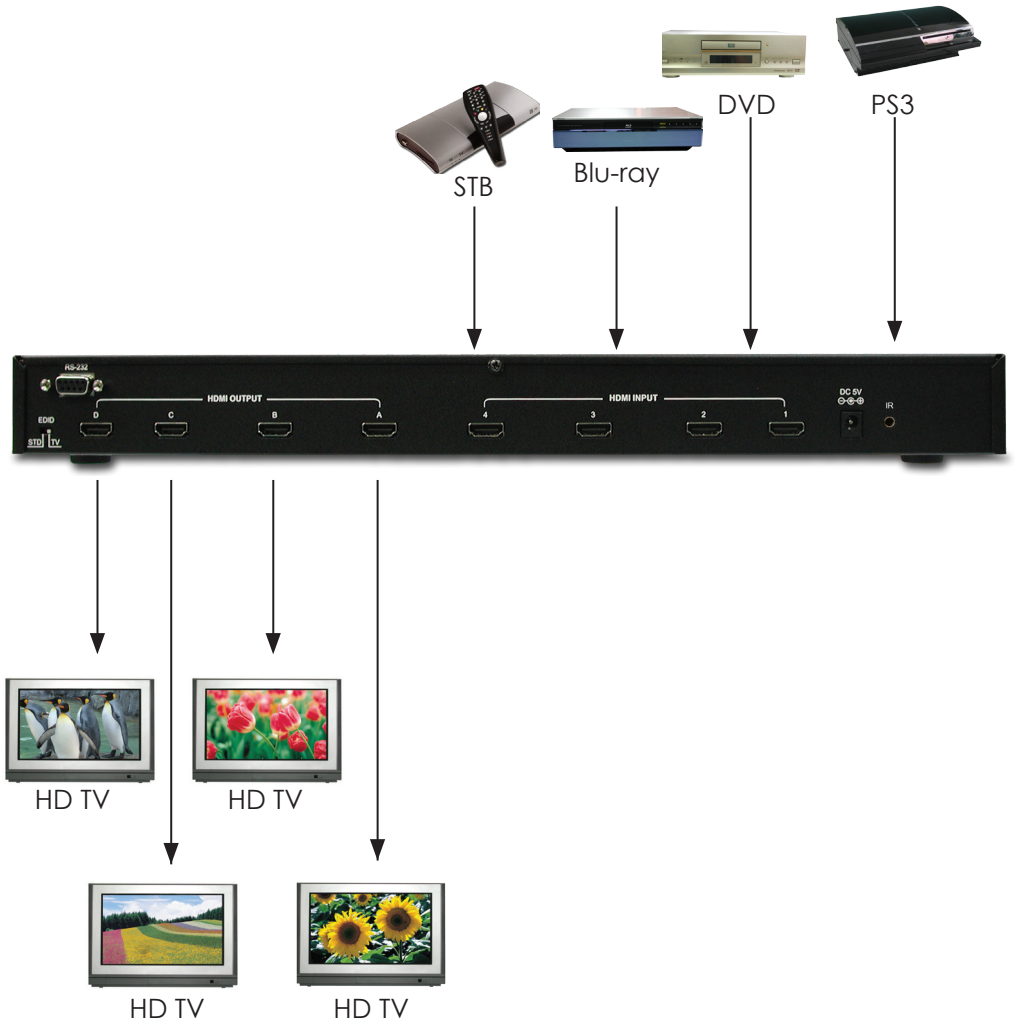 DVD
PS3
STB
Blu-ray
RS-232
HDMI OUTPUT
HDMI INPUT
DC 5V
IR
EDID
D
C
B
A
4
3
2
1
STD
TV
HD TV
HD TV
HD TV
HD TV